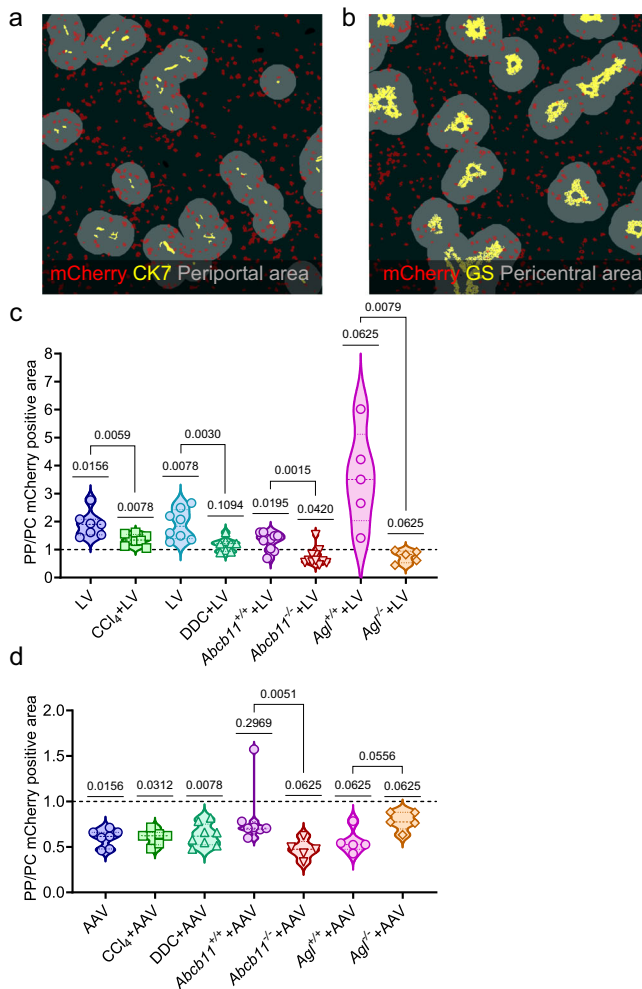 a
b
mCherry CK7 Periportal area
mCherry GS Pericentral area
c
0.0079
0.0625
0.0059
0.0030
0.0156
0.0078
0.0078
0.1094
0.0015
0.0195
0.0420
0.0625
PP/PC mCherry positive area
8
7
6
5
4
3
2
1
0
LV
CCl₄+LV
LV
DDC+LV
Abcb11⁺/⁺+LV
Abcb11⁻/⁻+LV
Agl⁺/⁺+LV
Agl⁻/⁻+LV
d
0.0051
0.2969
0.0556
0.0156
0.0312
0.0078
0.0625
0.0625
0.0625
PP/PC mCherry positive area
2.0
1.5
1.0
0.5
0.0
AAV
CCl₄+AAV
DDC+AAV
Abcb11⁺/⁺+AAV
Abcb11⁻/⁻+AAV
Agl⁺/⁺+AAV
Agl⁻/⁻+AAV